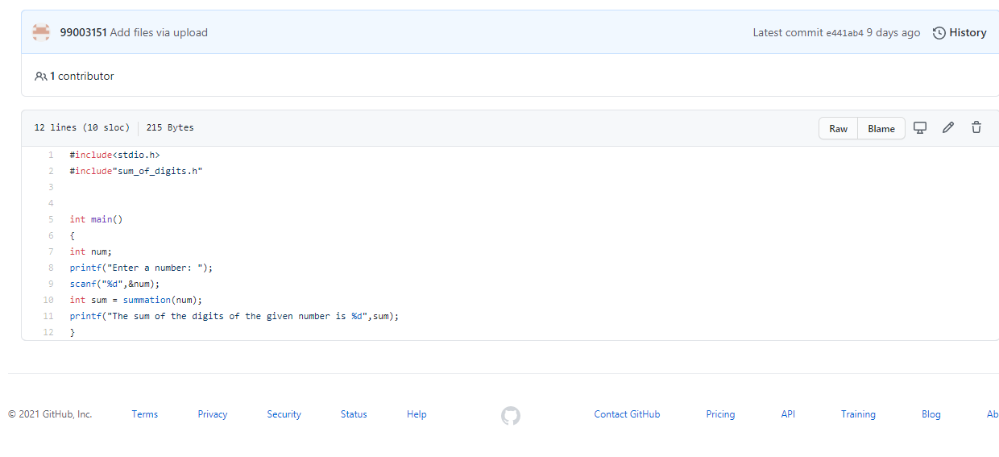 99003151 Add files via upload
Latest commit e441ab4 9 days ago
History
1 contributor
12 lines (10 sloc)
215 Bytes
Raw
Blame
1 #include<stdio.h>
2 #include"sum_of_digits.h"
3
4
5 int main()
6 {
7 int num;
8 printf("Enter a number: ");
9 scanf("%d",&num);
10 int sum = summation(num);
11 printf("The sum of the digits of the given number is %d",sum);
12 }
© 2021 GitHub, Inc.
Terms
Privacy
Security
Status
Help
Contact GitHub
Pricing
API
Training
Blog
Ab